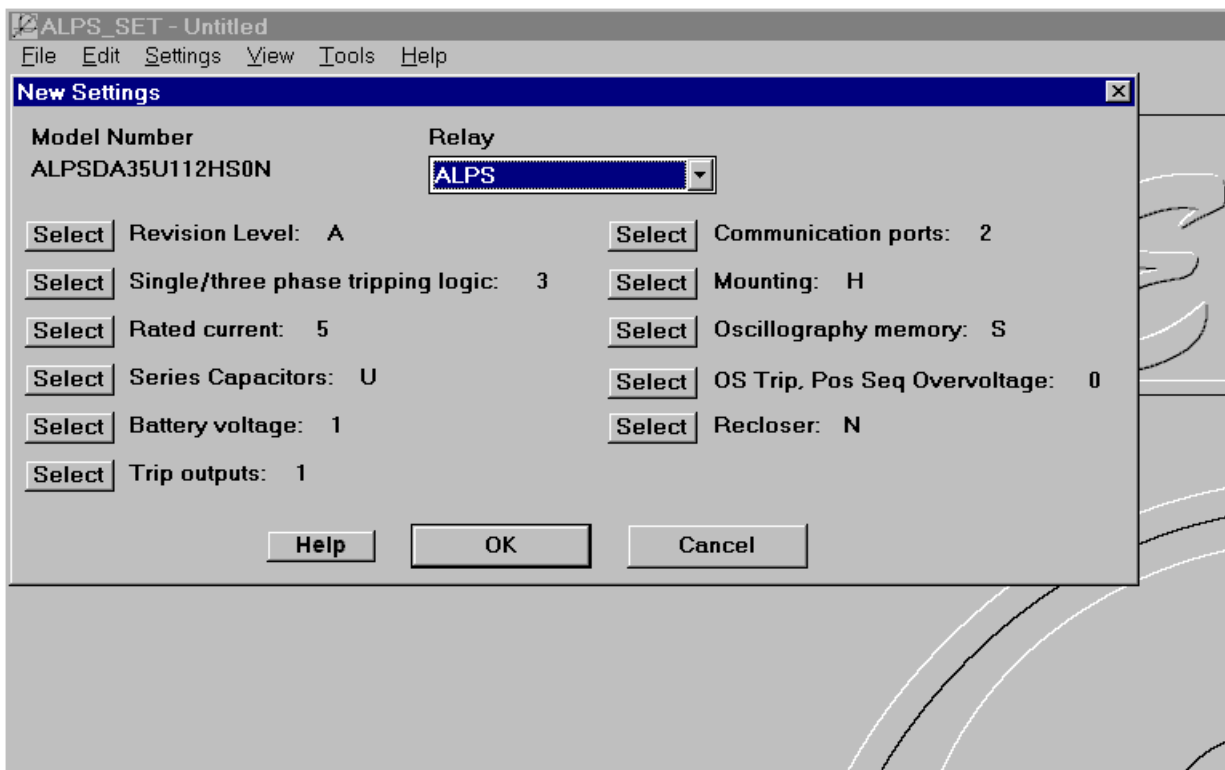 ALPS_SET - Untitled
File Edit Settings View Tools Help
New Settings
Model Number
ALPSDA35U112HS0N
Relay
ALPS
Select Revision Level: A
Select Single/three phase tripping logic: 3
Select Rated current: 5
Select Series Capacitors: U
Select Battery voltage: 1
Select Trip outputs: 1
Select Communication ports: 2
Select Mounting: H
Select Oscillography memory: S
Select OS Trip, Pos Seq Overvoltage: 0
Select Recloser: N
Help OK Cancel